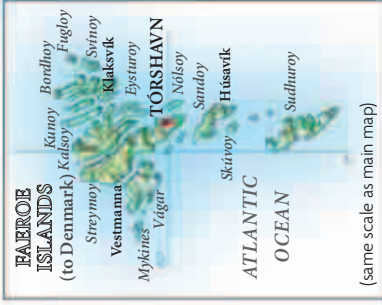 FAEROE
ISLANDS
(to Denmark)
Fugloy
Svínoy
Bordhoy
Klaksvík
Kunoy
Kalsoy
Eysturoy
Streymoy
TÓRSHAVN
Vestmanna
Nólsoy
Mykines
Vágar
Sandoy
Húsavík
Skúvoy
Sudhuroy
ATLANTIC
OCEAN
(same scale as main map)